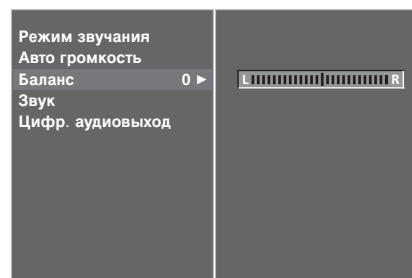 Режим звучания
Авто громкость
Баланс 0 ►
L R
Звук
Цифр. аудиовыход